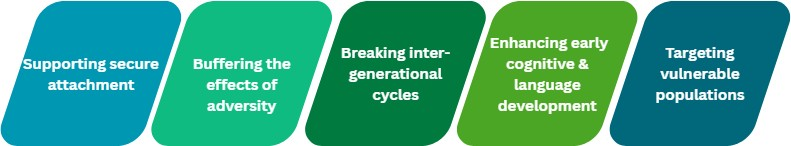 Supporting secure
attachment
Buffering the
effects of
adversity
Breaking inter-
generational
cycles
Enhancing early
cognitive &
language
development
Targeting
vulnerable
populations